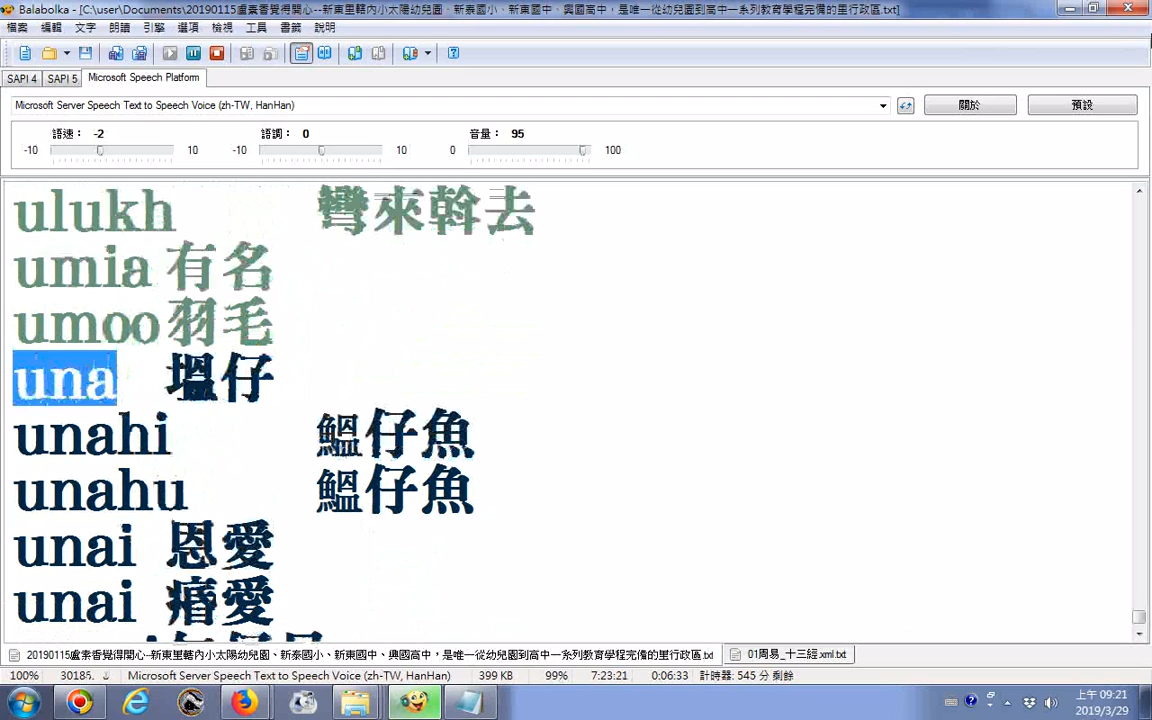 Balabolka - [C:\user\Documents\20190115盧素香覺得開心--新東里轄內小太陽幼兒園、新泰國小、新東國中、興國高中，是唯一從幼兒園到高中一系列教育學程完備的里行政區.txt]
檔案 編輯 文字 朗讀 引擎 選項 檢視 工具 書籤 說明
SAPI 4 SAPI 5 Microsoft Speech Platform
Microsoft Server Speech Text to Speech Voice (zh-TW, HanHan) 關於 預設
語速： -2 語調： 0 音量： 95
-10 10 -10 10 0 100
ulukh 彎來斡去
umia 有名
umoo 羽毛
una 塭仔
unahi 鰮仔魚
unahu 鰮仔魚
unai 恩愛
unai 瘖愛
20190115盧素香覺得開心--新東里轄內小太陽幼兒園、新泰國小、新東國中、興國高中，是唯一從幼兒園到高中一系列教育學程完備的里行政區.txt 01周易_十三經.xml.txt
100% 30185. Microsoft Server Speech Text to Speech Voice (zh-TW, HanHan) 399 KB 99% 7:23:21 0:06:33 計時器: 545 分 剩餘
上午 09:21
2019/3/29